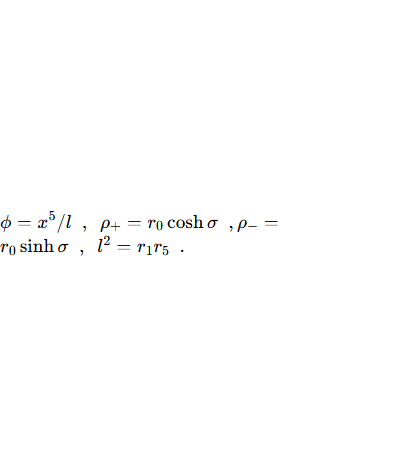 ϕ = x⁵/l , ρ₊ = r₀ cosh σ , ρ₋ =
r₀ sinh σ , l² = r₁r₅ .